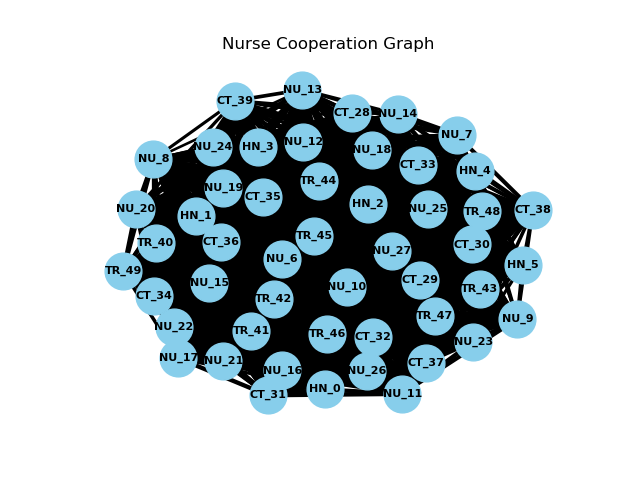 Nurse Cooperation Graph
NU_13
CT_39
CT_28
NU_14
NU_7
NU_12
NU_24
HN_3
NU_18
NU_8
CT_33
HN_4
TR_44
NU_19
CT_35
HN_2
NU_20
NU_25
TR_48
CT_38
HN_1
TR_45
CT_36
TR_40
CT_30
NU_27
NU_6
HN_5
TR_49
CT_29
NU_15
NU_10
TR_43
CT_34
TR_42
TR_47
NU_9
NU_22
TR_41
TR_46
CT_32
NU_23
NU_17
NU_21
CT_37
NU_16
NU_26
HN_0
CT_31
NU_11